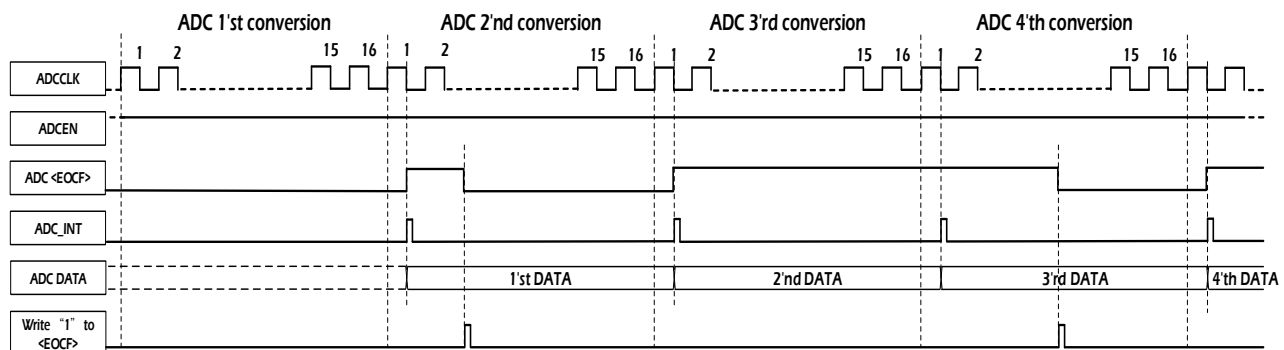 ADC 1'st conversion ADC 2'nd conversion ADC 3'rd conversion ADC 4'th conversion
1 2 15 16 1 2 15 16 1 2 15 16 1 2 15 16
ADCCLK
ADCEN
ADC <EOCF>
ADC_INT
ADC DATA 1'st DATA 2'nd DATA 3'rd DATA 4'th DATA
Write “1” to
<EOCF>